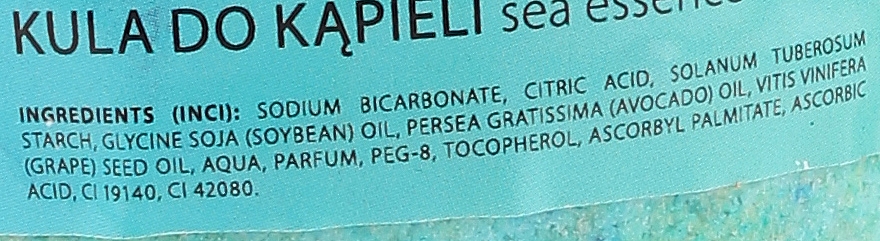 KULA DO KĄPIELI sea essence
INGREDIENTS (INCI): SODIUM BICARBONATE, CITRIC ACID, SOLANUM TUBEROSUM
STARCH, GLYCINE SOJA (SOYBEAN) OIL, PERSEA GRATISSIMA (AVOCADO) OIL, VITIS VINIFERA
(GRAPE) SEED OIL, AQUA, PARFUM, PEG-8, TOCOPHEROL, ASCORBYL PALMITATE, ASCORBIC
ACID, CI 19140, CI 42080.